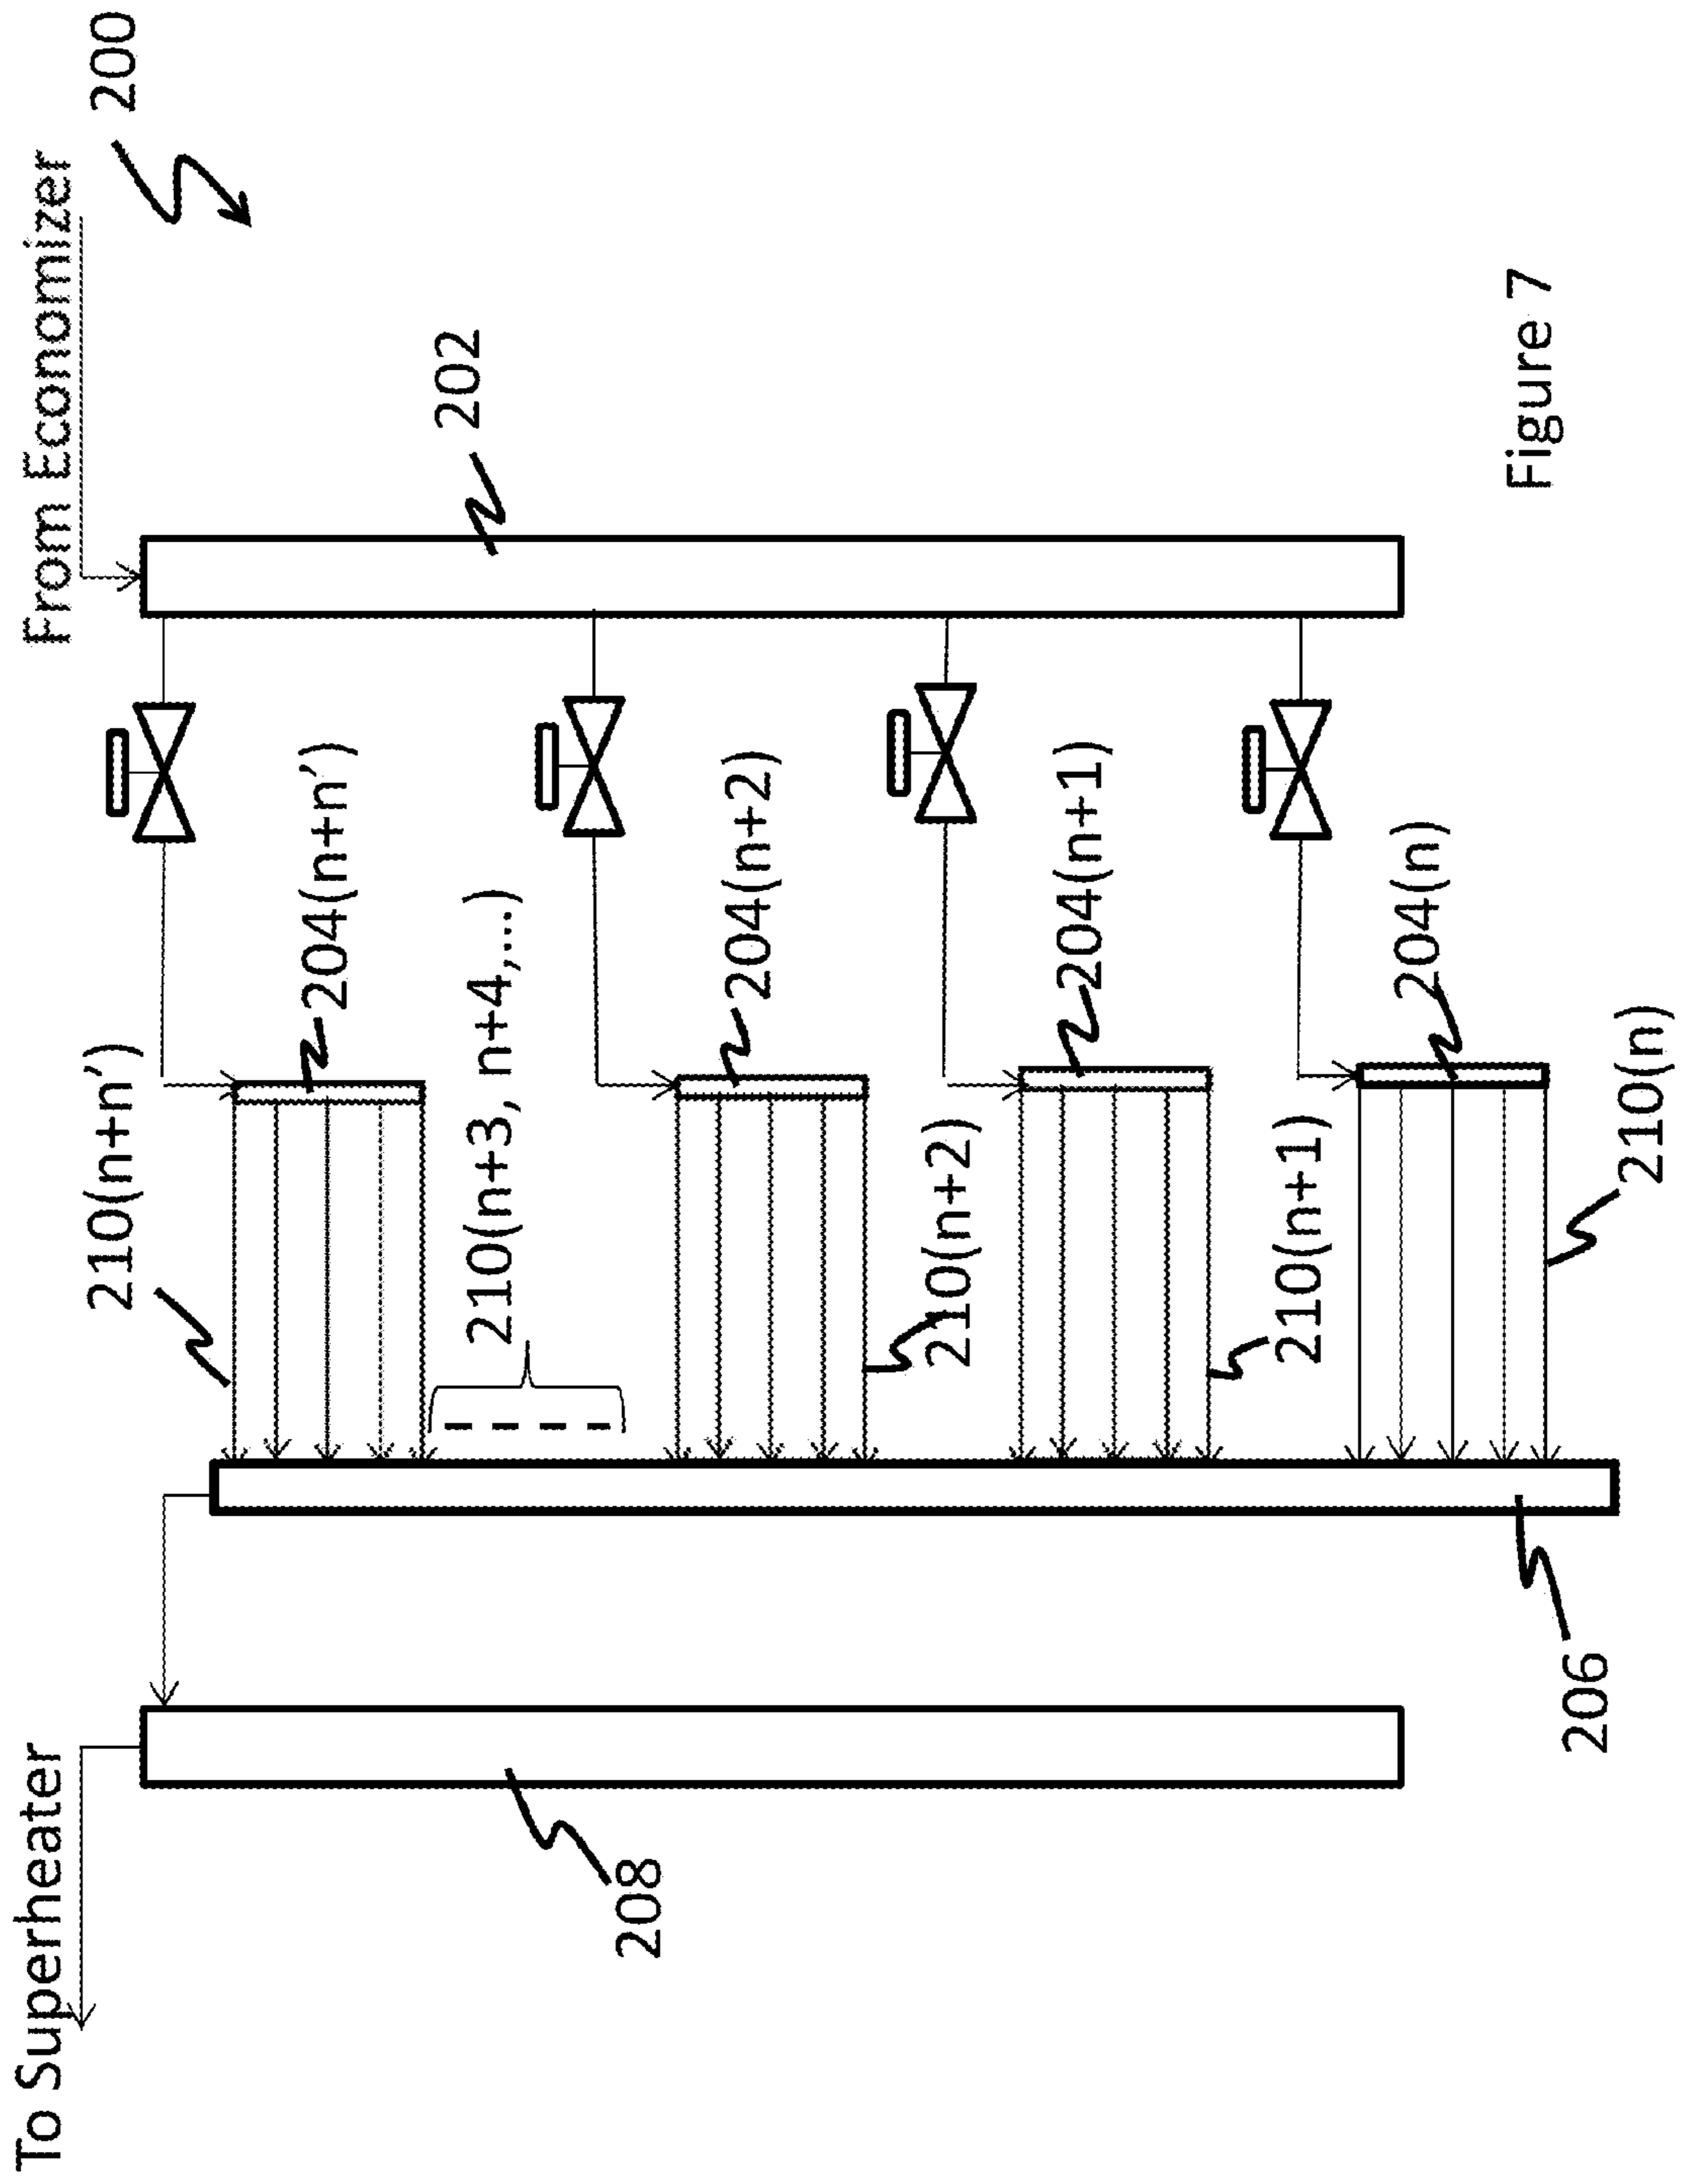 To Superheater
From Economizer
200
210(n+n’)
204(n+n’)
202
210(n+3, n+4,...)
208
204(n+2)
210(n+2)
204(n+1)
210(n+1)
204(n)
206
210(n)
Figure 7